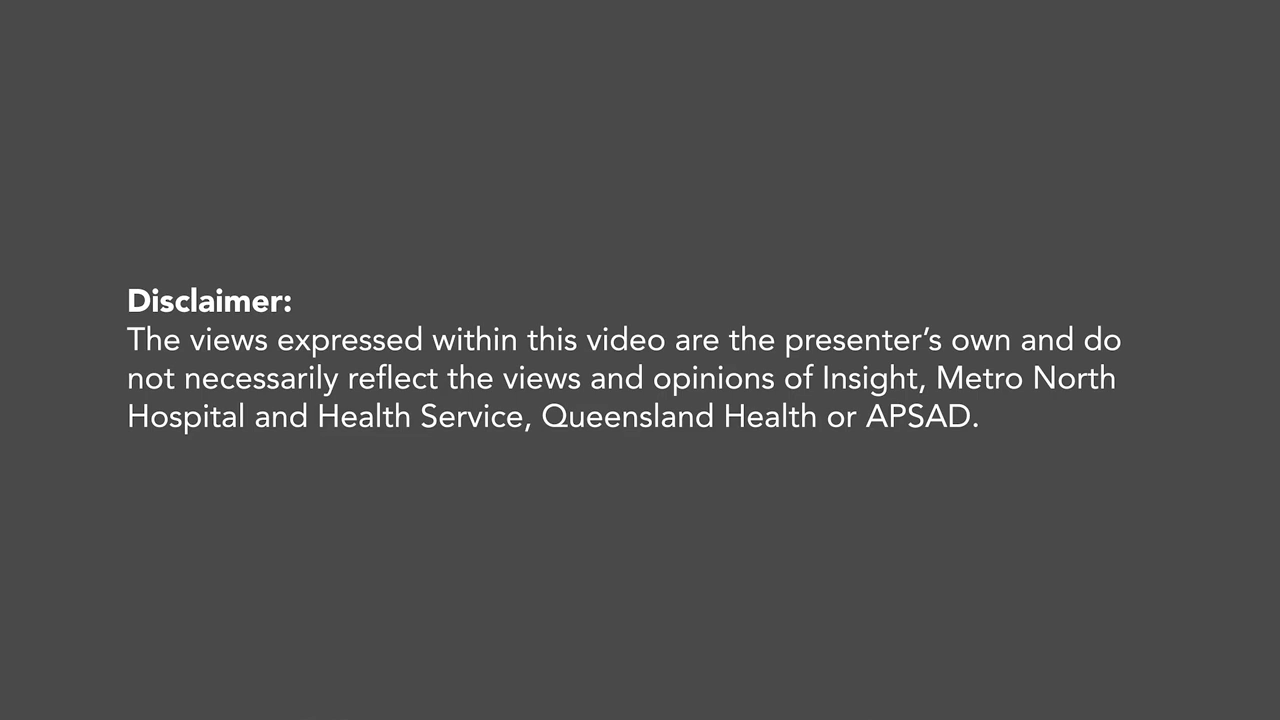 Disclaimer:
The views expressed within this video are the presenter’s own and do
not necessarily reflect the views and opinions of Insight, Metro North
Hospital and Health Service, Queensland Health or APSAD.